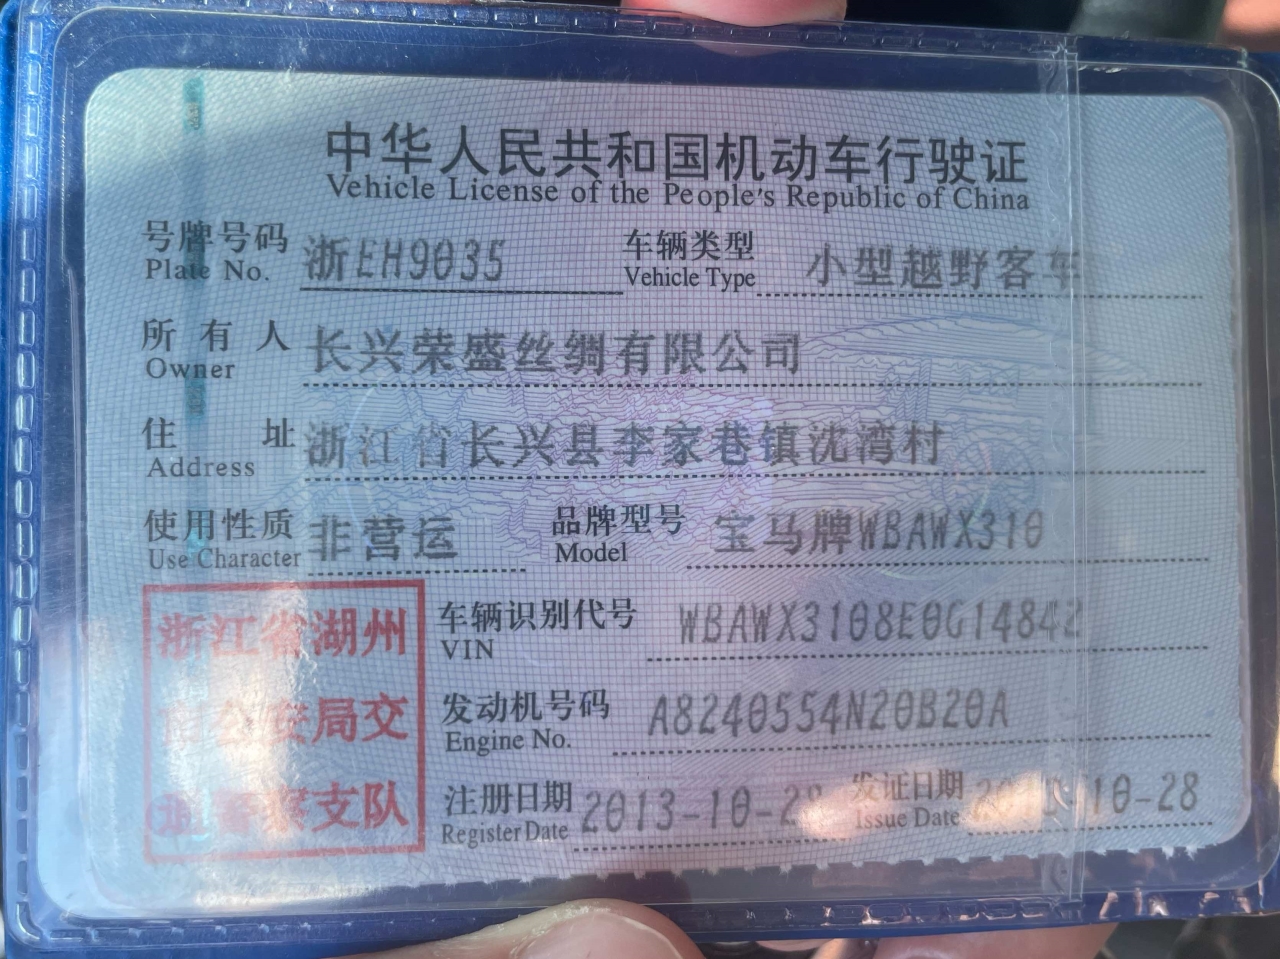 中华人民共和国机动车行驶证
Vehicle License of the People's Republic of China
号牌号码 浙EH9035 车辆类型 小型越野客车
Plate No. Vehicle Type
所有人 长兴荣盛丝绸有限公司
Owner
住址 浙江省长兴县李家巷镇沈湾村
Address
使用性质 非营运 品牌型号 宝马牌WBAWX310
Use Character Model
浙江省湖州
市公安局交
通警察支队
车辆识别代号 WBAWX3108E0G14842
VIN
发动机号码 A8240554N20B20A
Engine No.
注册日期 2013-10-28 发证日期 10-28
Register Date Issue Date